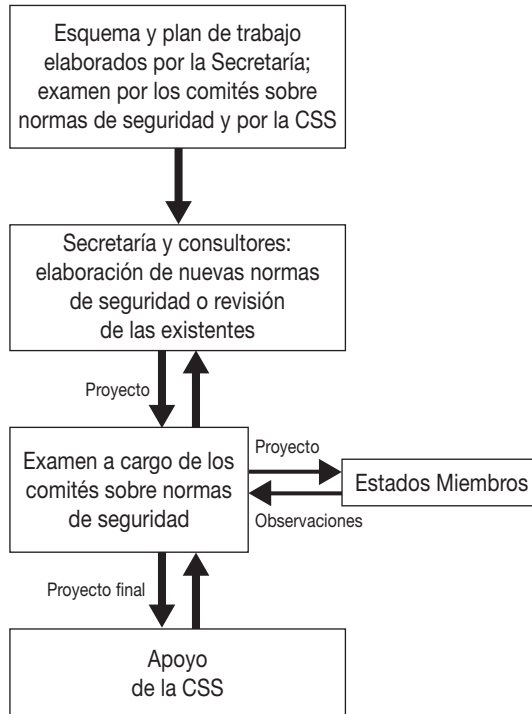 Esquema y plan de trabajo
elaborados por la Secretaría;
examen por los comités sobre
normas de seguridad y por la CSS
Secretaría y consultores:
elaboración de nuevas normas
de seguridad o revisión
de las existentes
Proyecto
Examen a cargo de los
comités sobre normas
de seguridad
Proyecto
Estados Miembros
Observaciones
Proyecto final
Apoyo
de la CSS